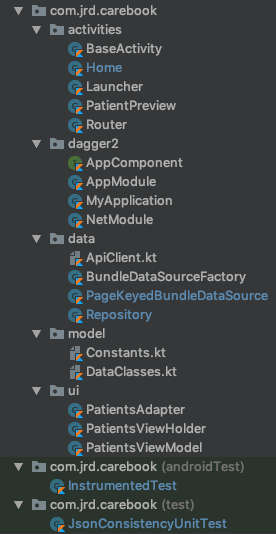 com.jrd.carebook
activities
BaseActivity
Home
Launcher
PatientPreview
Router
dagger2
AppComponent
AppModule
MyApplication
NetModule
data
ApiClient.kt
BundleDataSourceFactory
PageKeyedBundleDataSource
Repository
model
Constants.kt
DataClasses.kt
ui
PatientsAdapter
PatientsViewHolder
PatientsViewModel
com.jrd.carebook (androidTest)
InstrumentedTest
com.jrd.carebook (test)
JsonConsistencyUnitTest